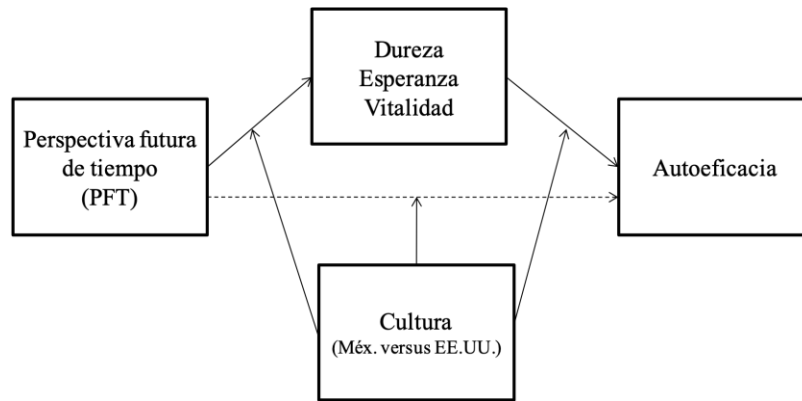 Dureza
Esperanza
Vitalidad
Perspectiva futura
de tiempo
(PFT)
Autoeficacia
Cultura
(Méx. versus EE.UU.)